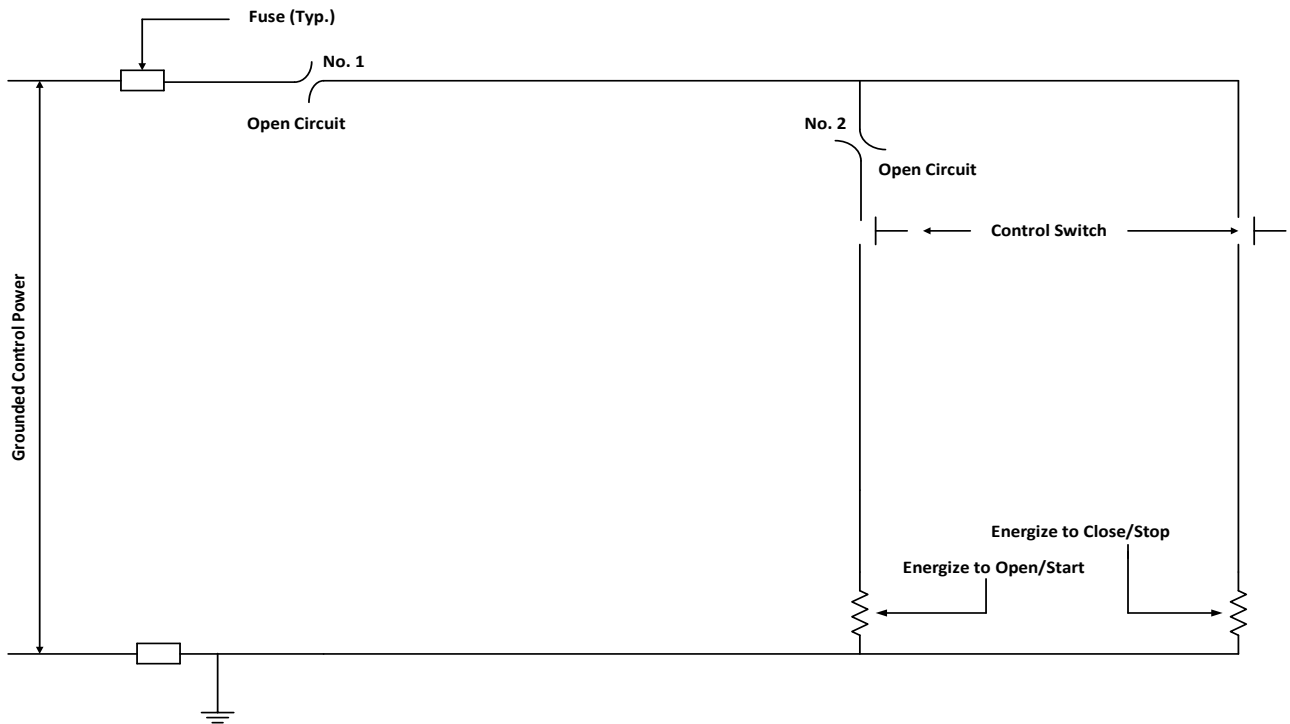 Fuse (Typ.)
No. 1
Open Circuit
No. 2
Open Circuit
Control Switch
Grounded Control Power
Energize to Close/Stop
Energize to Open/Start